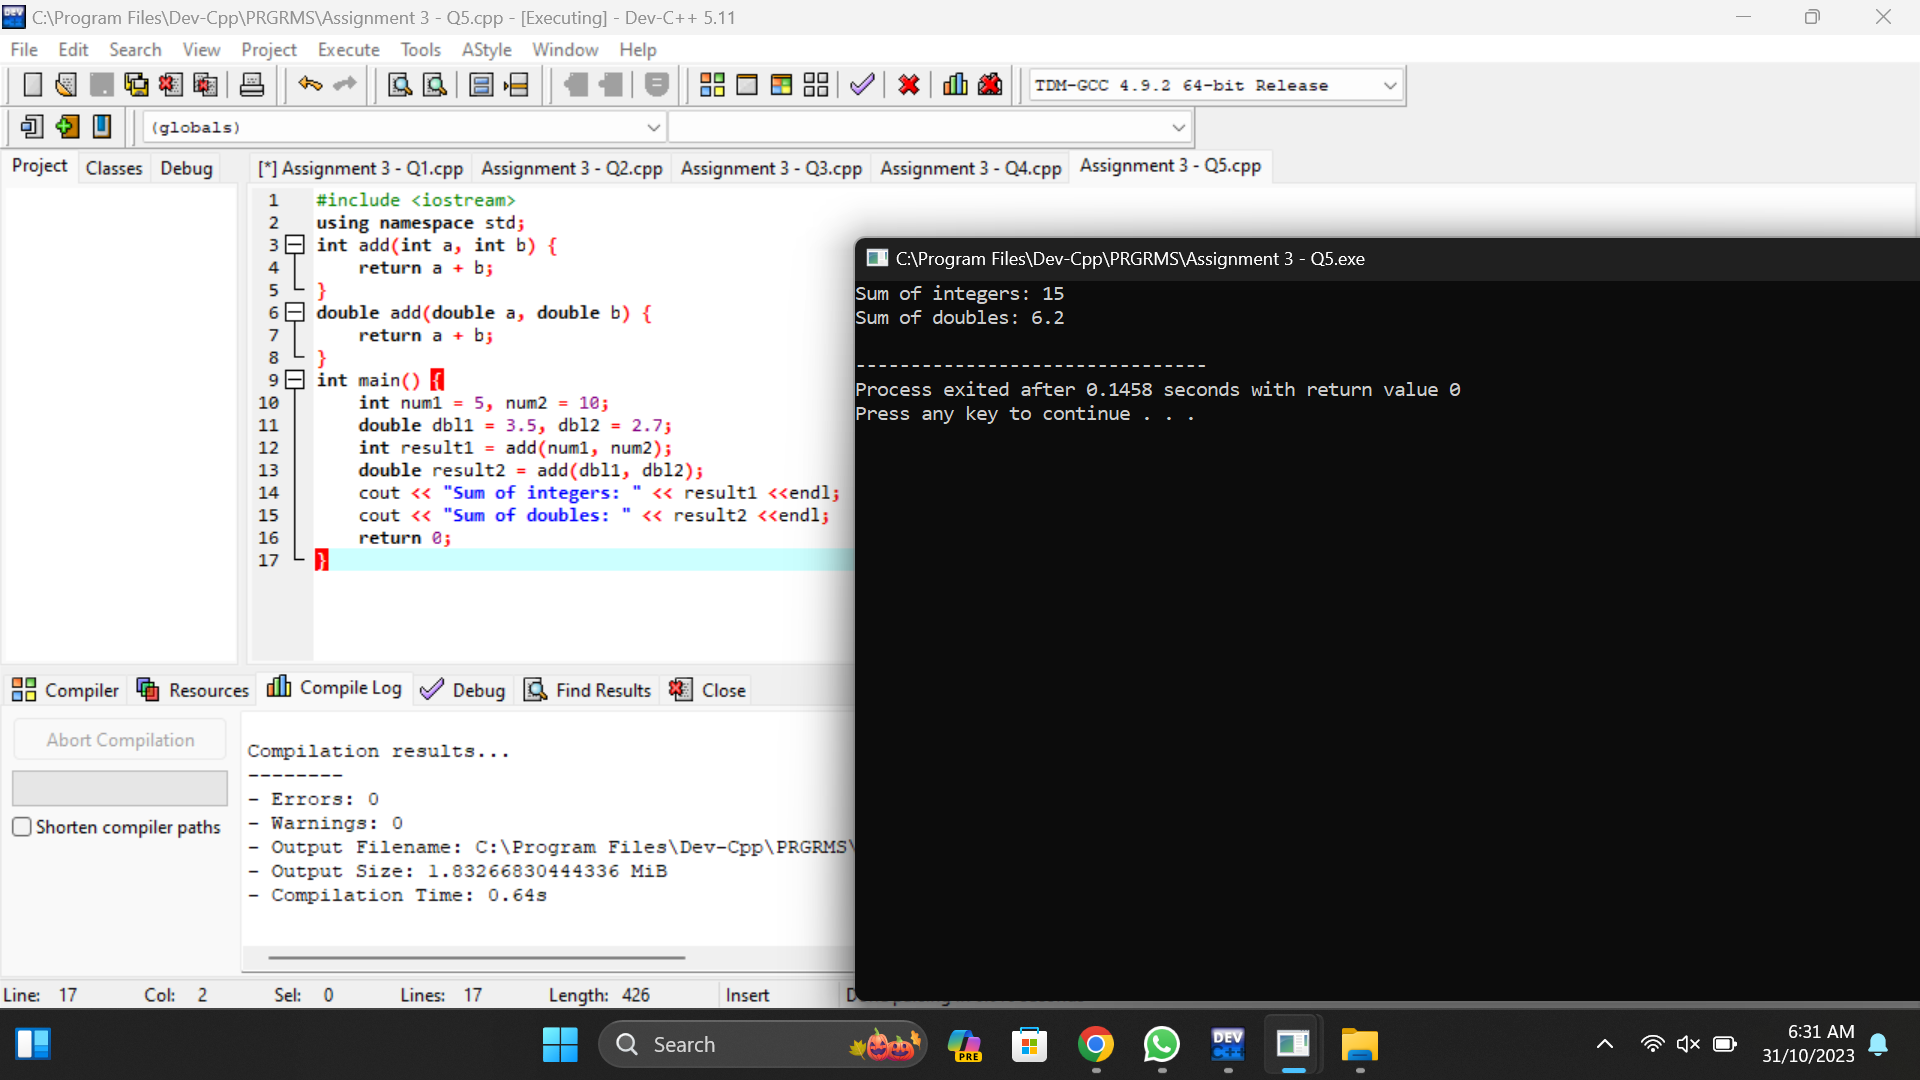 C:\Program Files\Dev-Cpp\PRGRMS\Assignment 3 - Q5.cpp - [Executing] - Dev-C++ 5.11
File Edit Search View Project Execute Tools AStyle Window Help
TDM-GCC 4.9.2 64-bit Release
(globals)
Project Classes Debug [*] Assignment 3 - Q1.cpp Assignment 3 - Q2.cpp Assignment 3 - Q3.cpp Assignment 3 - Q4.cpp Assignment 3 - Q5.cpp
1 #include <iostream>
2 using namespace std;
3 int add(int a, int b) {
4 return a + b;
5 }
6 double add(double a, double b) {
7 return a + b;
8 }
9 int main() {
10 int num1 = 5, num2 = 10;
11 double dbl1 = 3.5, dbl2 = 2.7;
12 int result1 = add(num1, num2);
13 double result2 = add(dbl1, dbl2);
14 cout << "Sum of integers: " << result1 <<endl;
15 cout << "Sum of doubles: " << result2 <<endl;
16 return 0;
17 }
C:\Program Files\Dev-Cpp\PRGRMS\Assignment 3 - Q5.exe
Sum of integers: 15
Sum of doubles: 6.2
--------------------------------
Process exited after 0.1458 seconds with return value 0
Press any key to continue . . .
Compiler Resources Compile Log Debug Find Results Close
Abort Compilation
Shorten compiler paths
Compilation results...
--------
- Errors: 0
- Warnings: 0
- Output Filename: C:\Program Files\Dev-Cpp\PRGRMS\
- Output Size: 1.83266830444336 MiB
- Compilation Time: 0.64s
Line: 17 Col: 2 Sel: 0 Lines: 17 Length: 426 Insert
Search
PRE
DEV C++
6:31 AM
31/10/2023